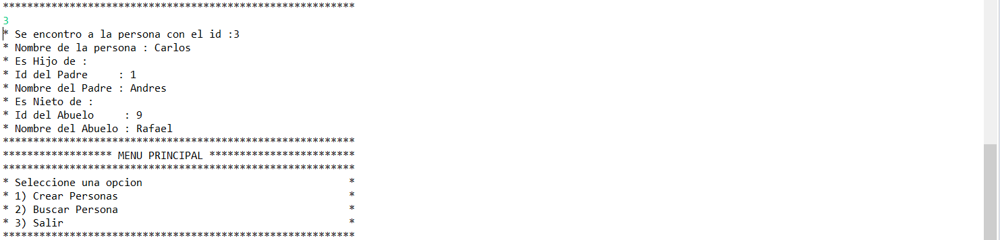 **********************************************************
3
* Se encontro a la persona con el id :3
* Nombre de la persona : Carlos
* Es Hijo de :
* Id del Padre     : 1
* Nombre del Padre : Andres
* Es Nieto de :
* Id del Abuelo     : 9
* Nombre del Abuelo : Rafael
**********************************************************
****************** MENU PRINCIPAL ************************
**********************************************************
* Seleccione una opcion                                  *
* 1) Crear Personas                                      *
* 2) Buscar Persona                                      *
* 3) Salir                                               *
**********************************************************